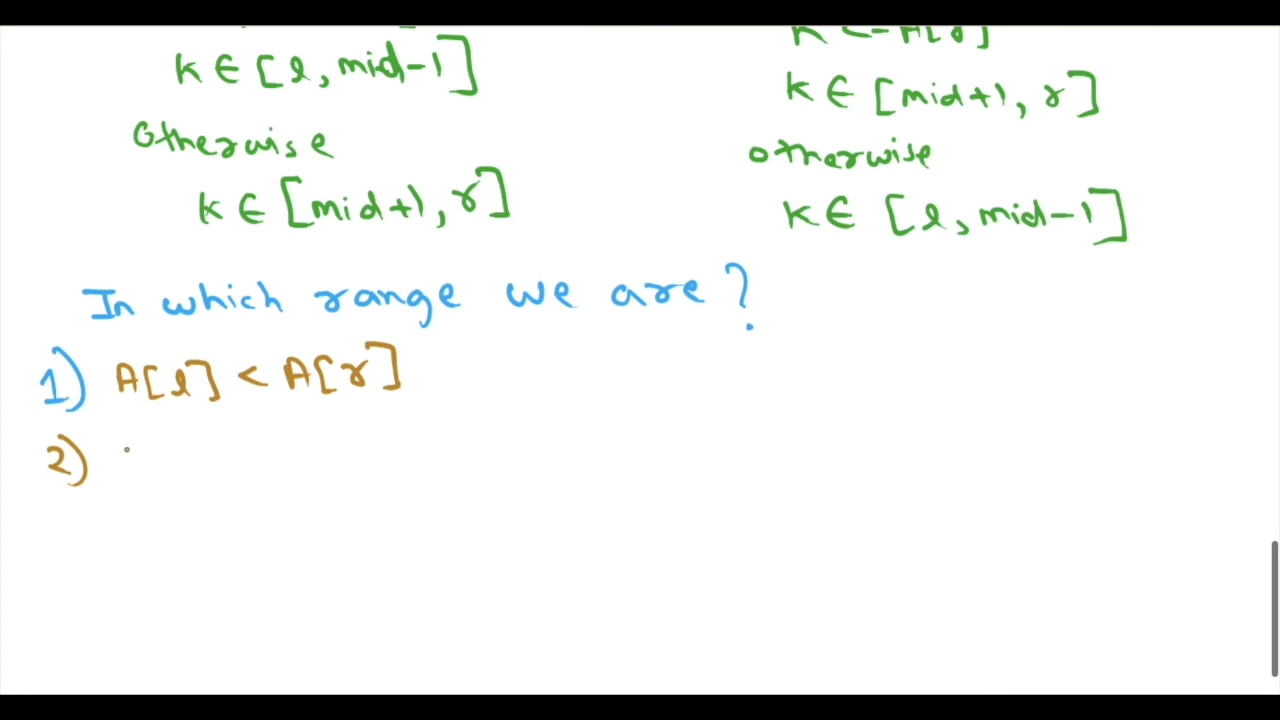 k ∈ [l, mid-1]
Otherwise
k ∈ [mid+1, r]
k <= A[r]
k ∈ [mid+1, r]
otherwise
k ∈ [l, mid-1]
In which range we are?
1) A[l] < A[r]
2)